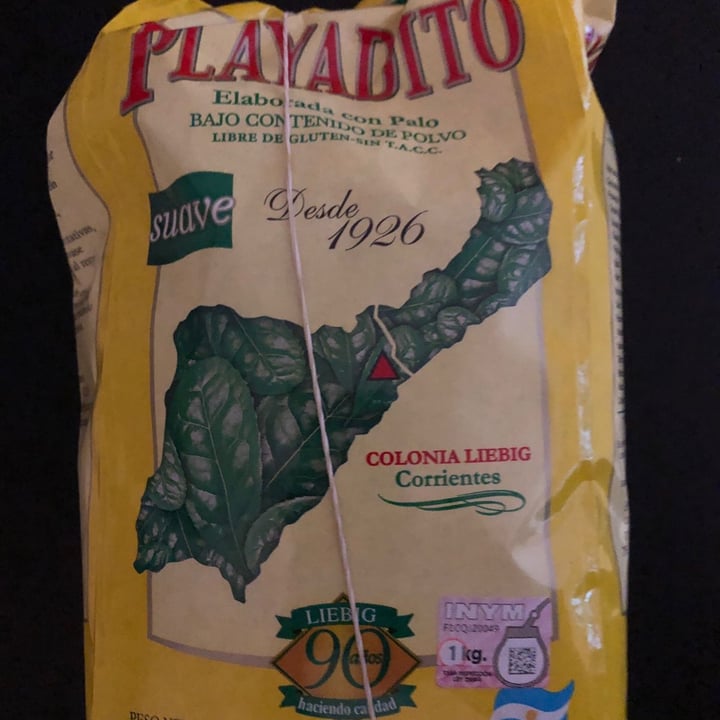 PLAYADITO
Elaborada con Palo
BAJO CONTENIDO DE POLVO
LIBRE DE GLUTEN-SIN T.A.C.C.
suave
Desde
1926
COLONIA LIEBIG
Corrientes
LIEBIG
90
años
haciendo calidad
INYM
1 kg.
PESO